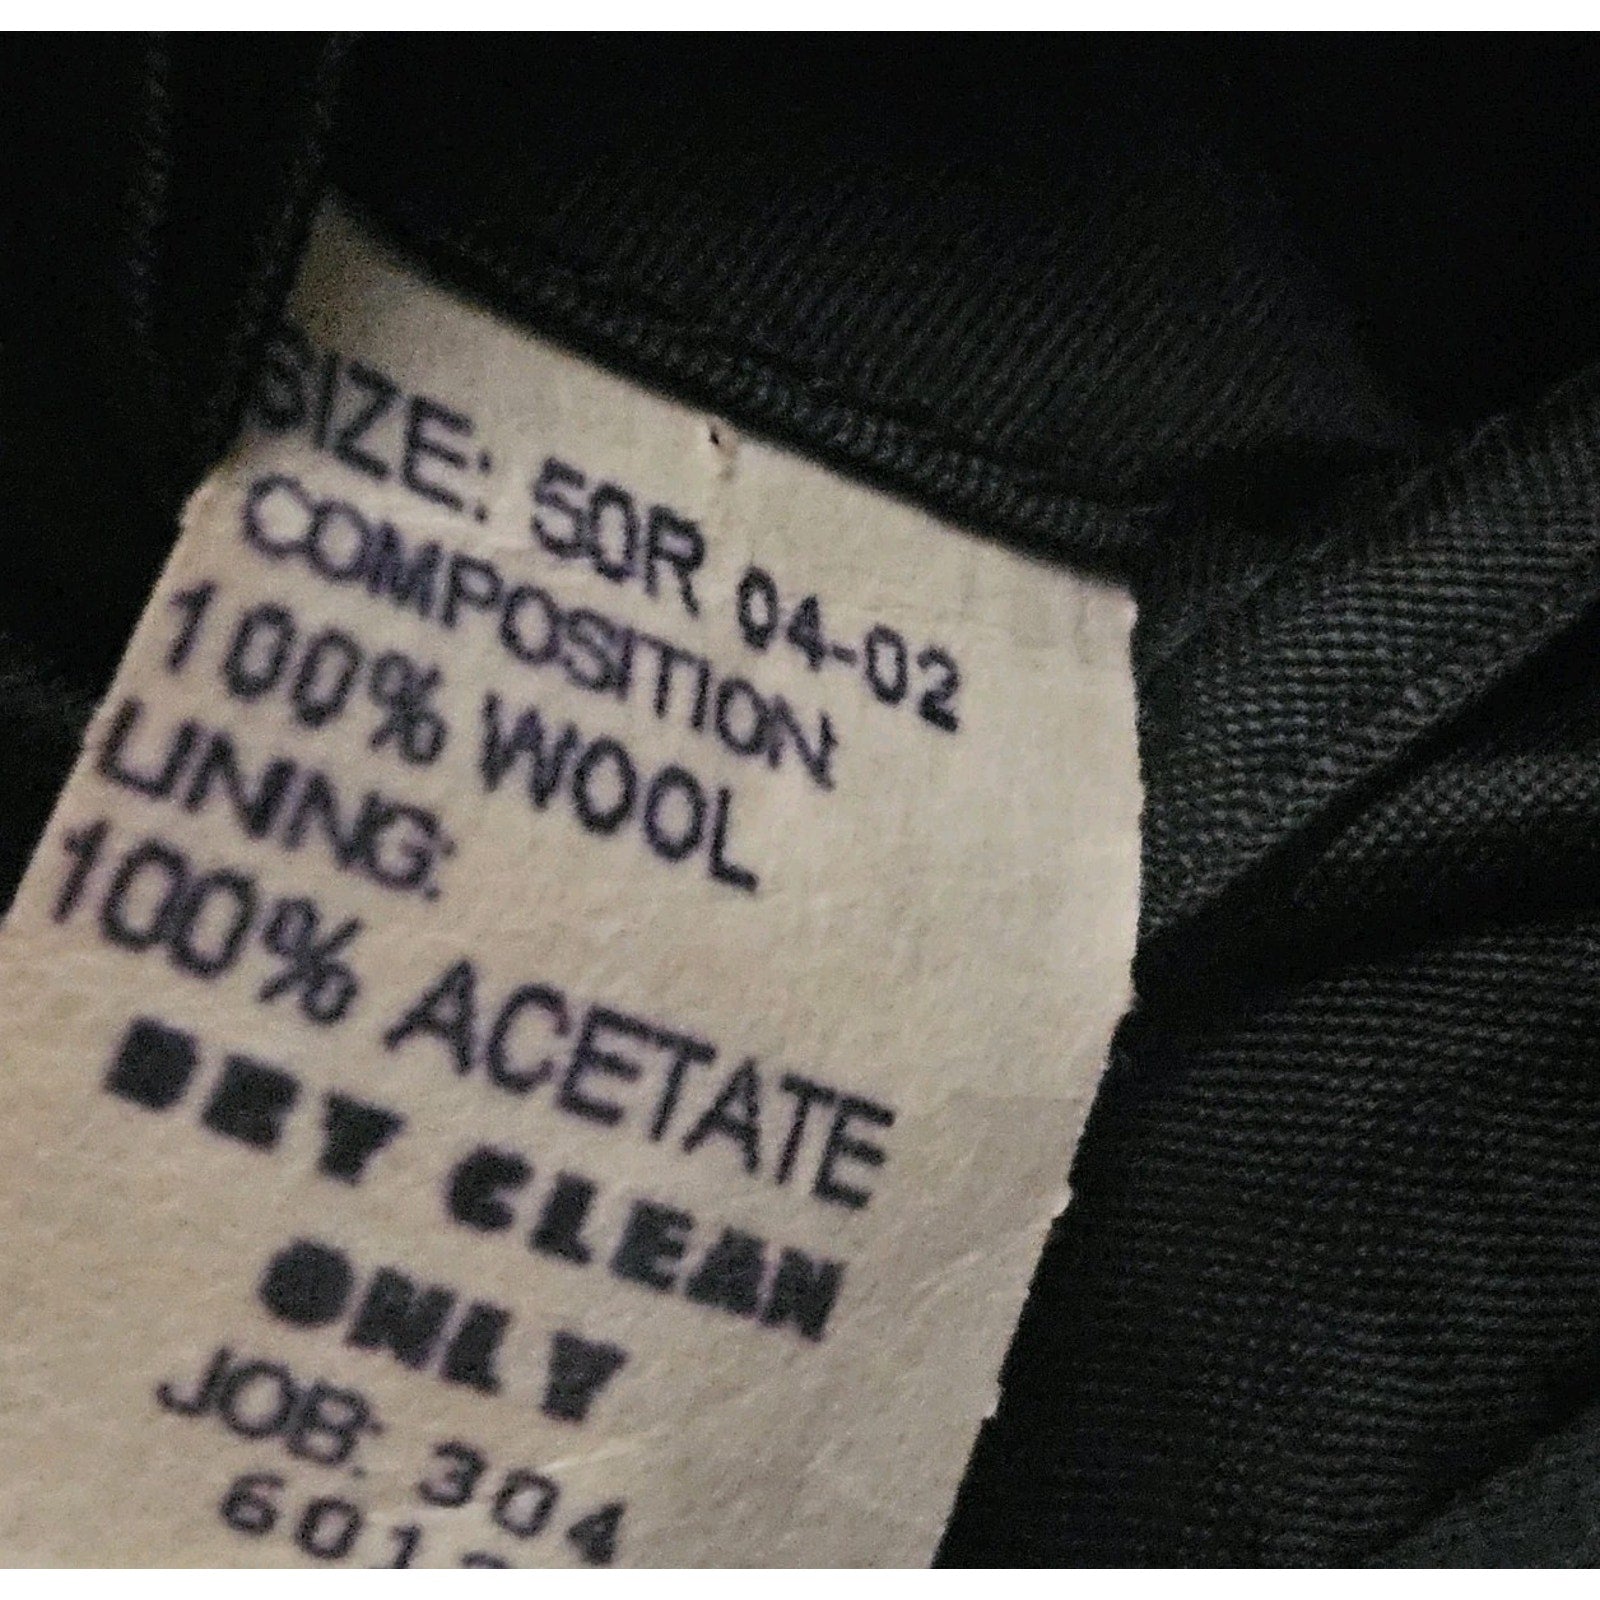 SIZE: 50R 04-02
COMPOSITION:
100% WOOL
LINING:
100% ACETATE
DRY CLEAN
ONLY
JOB: 304